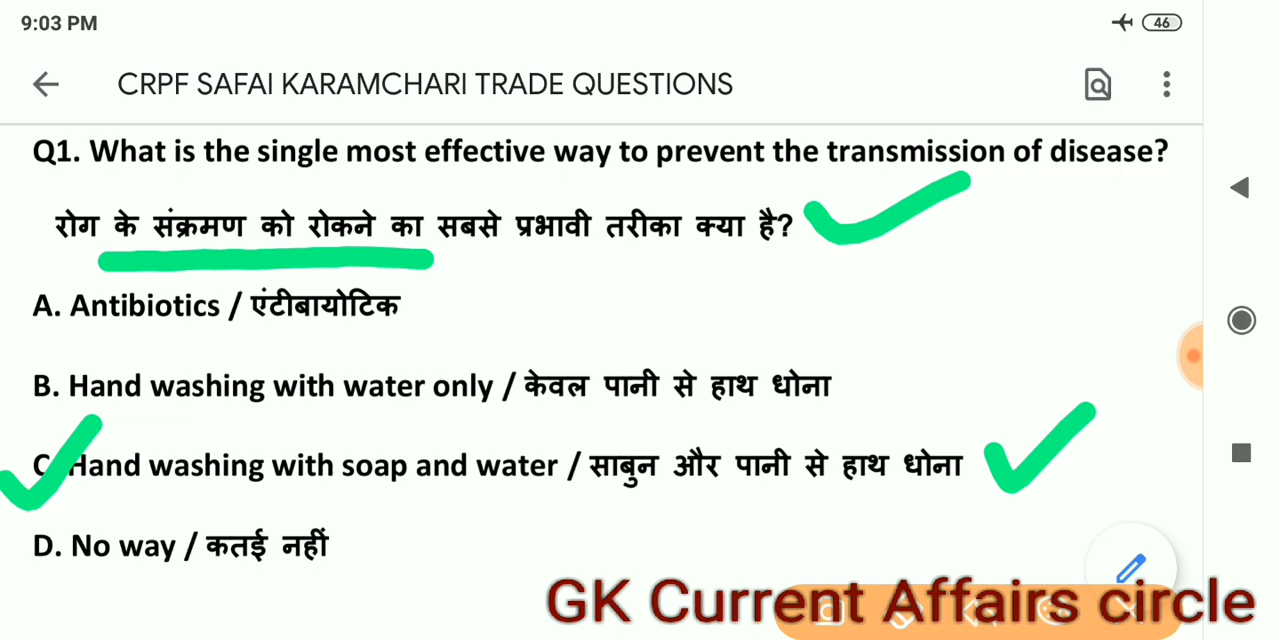 9:03 PM
46
CRPF SAFAI KARAMCHARI TRADE QUESTIONS
Q1. What is the single most effective way to prevent the transmission of disease?
रोग के संक्रमण को रोकने का सबसे प्रभावी तरीका क्या है?
A. Antibiotics / एंटीबायोटिक
B. Hand washing with water only / केवल पानी से हाथ धोना
C. Hand washing with soap and water / साबुन और पानी से हाथ धोना
D. No way / कतई नहीं
GK Current Affairs circle